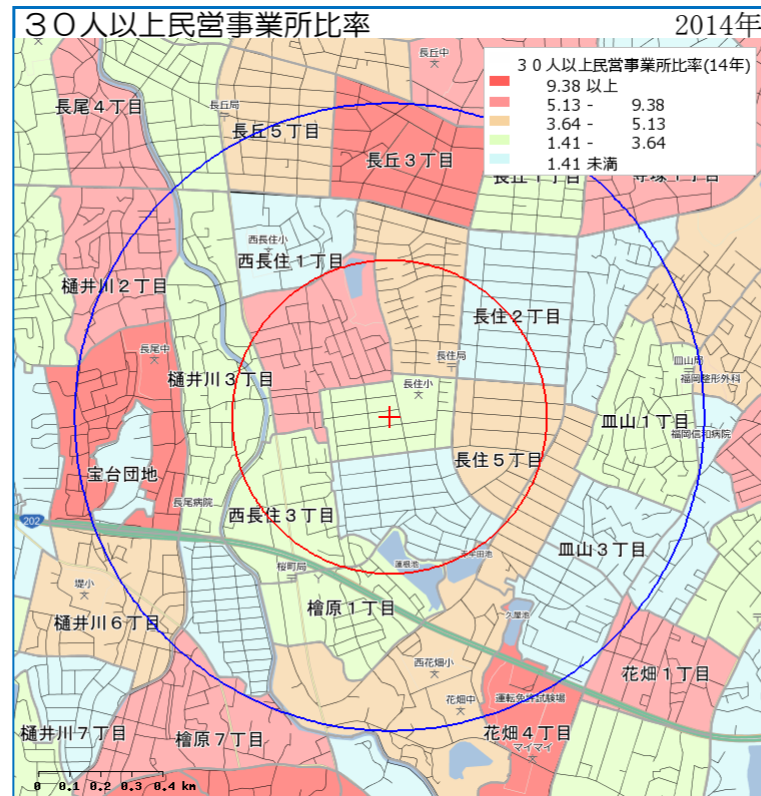 ３０人以上民営事業所比率
2014年
３０人以上民営事業所比率(14年)
9.38 以上
5.13 - 9.38
3.64 - 5.13
1.41 - 3.64
1.41 未満
長丘中
長尾4丁目
長丘局
長丘5丁目
長丘3丁目
長丘1丁目
寺塚1丁目
西長住小
西長住1丁目
樋井川2丁目
長住2丁目
長尾中
長住局
皿山局
樋井川3丁目
長住小
福岡整形外科
皿山1丁目
福岡信和病院
長住5丁目
宝台団地
長尾病院
西長住3丁目
202
皿山3丁目
蓮根池
桜町局
堤小
檜原1丁目
久屋池
樋井川6丁目
西花畑小
花畑1丁目
運転免許試験場
花畑中
樋井川7丁目
檜原7丁目
花畑4丁目
マイマイ
0 0.1 0.2 0.3 0.4 km